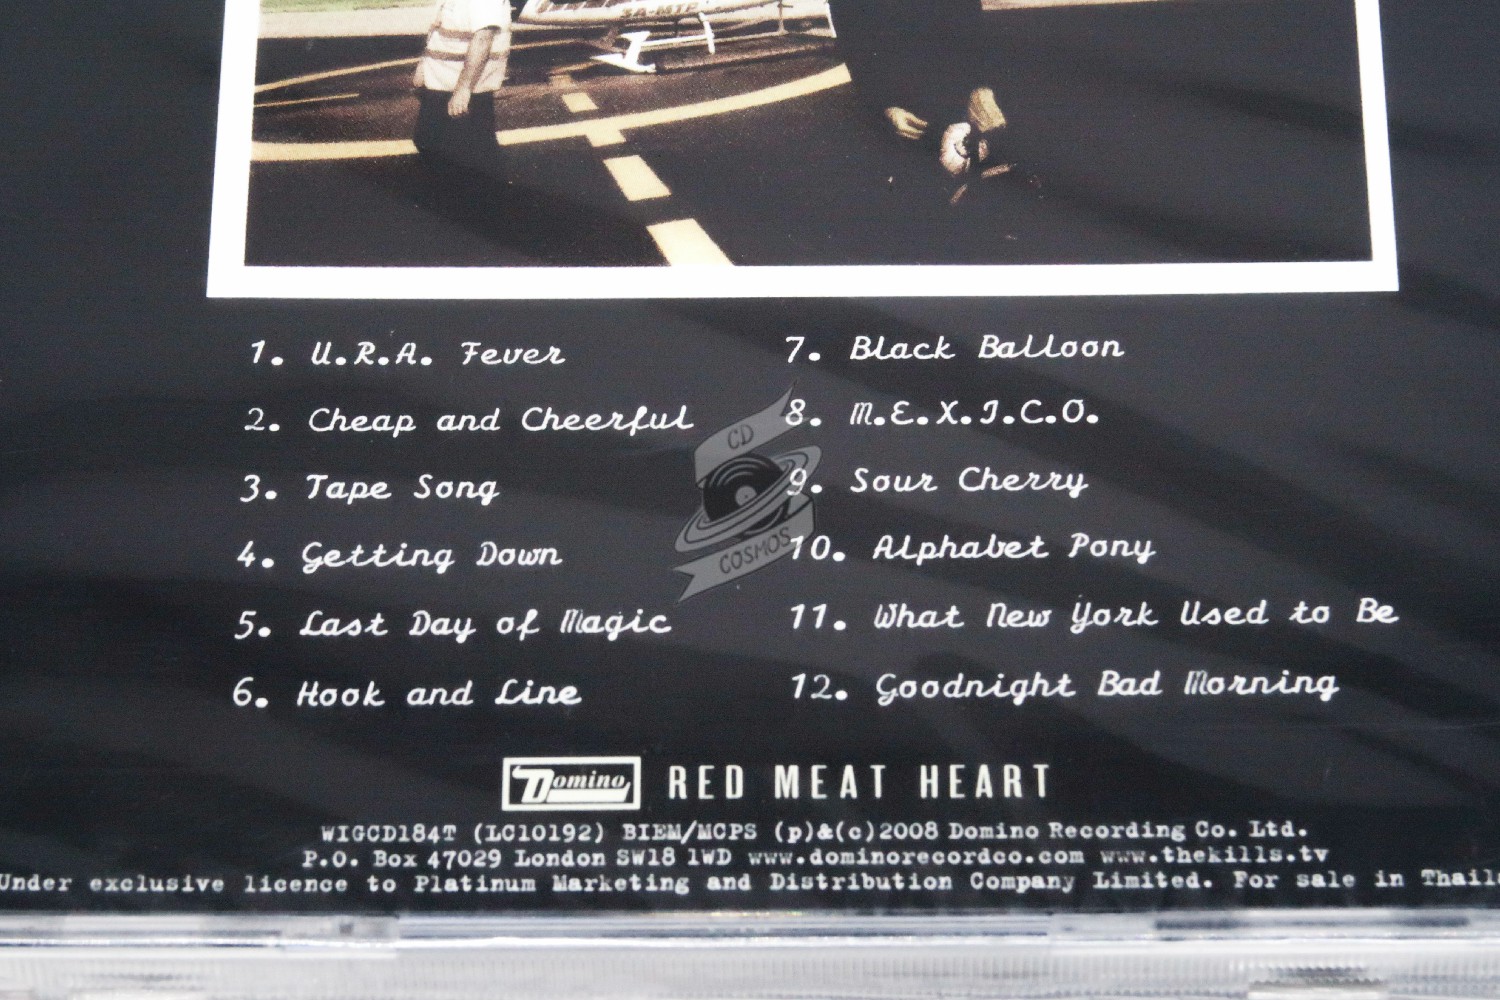 1. U.R.A. Fever
2. Cheap and Cheerful
3. Tape Song
4. Getting Down
5. Last Day of Magic
6. Hook and Line
7. Black Balloon
8. M.E.X.I.C.O.
9. Sour Cherry
10. Alphabet Pony
11. What New York Used to Be
12. Goodnight Bad Morning
CD
COSMOS
Domino RED MEAT HEART
WIGCD184T (LC10192) BIEM/MCPS (p)&(c)2008 Domino Recording Co. Ltd.
P.O. Box 47029 London SW18 1WD www.dominorecordco.com www.thekills.tv
Under exclusive licence to Platinum Marketing and Distribution Company Limited. For sale in